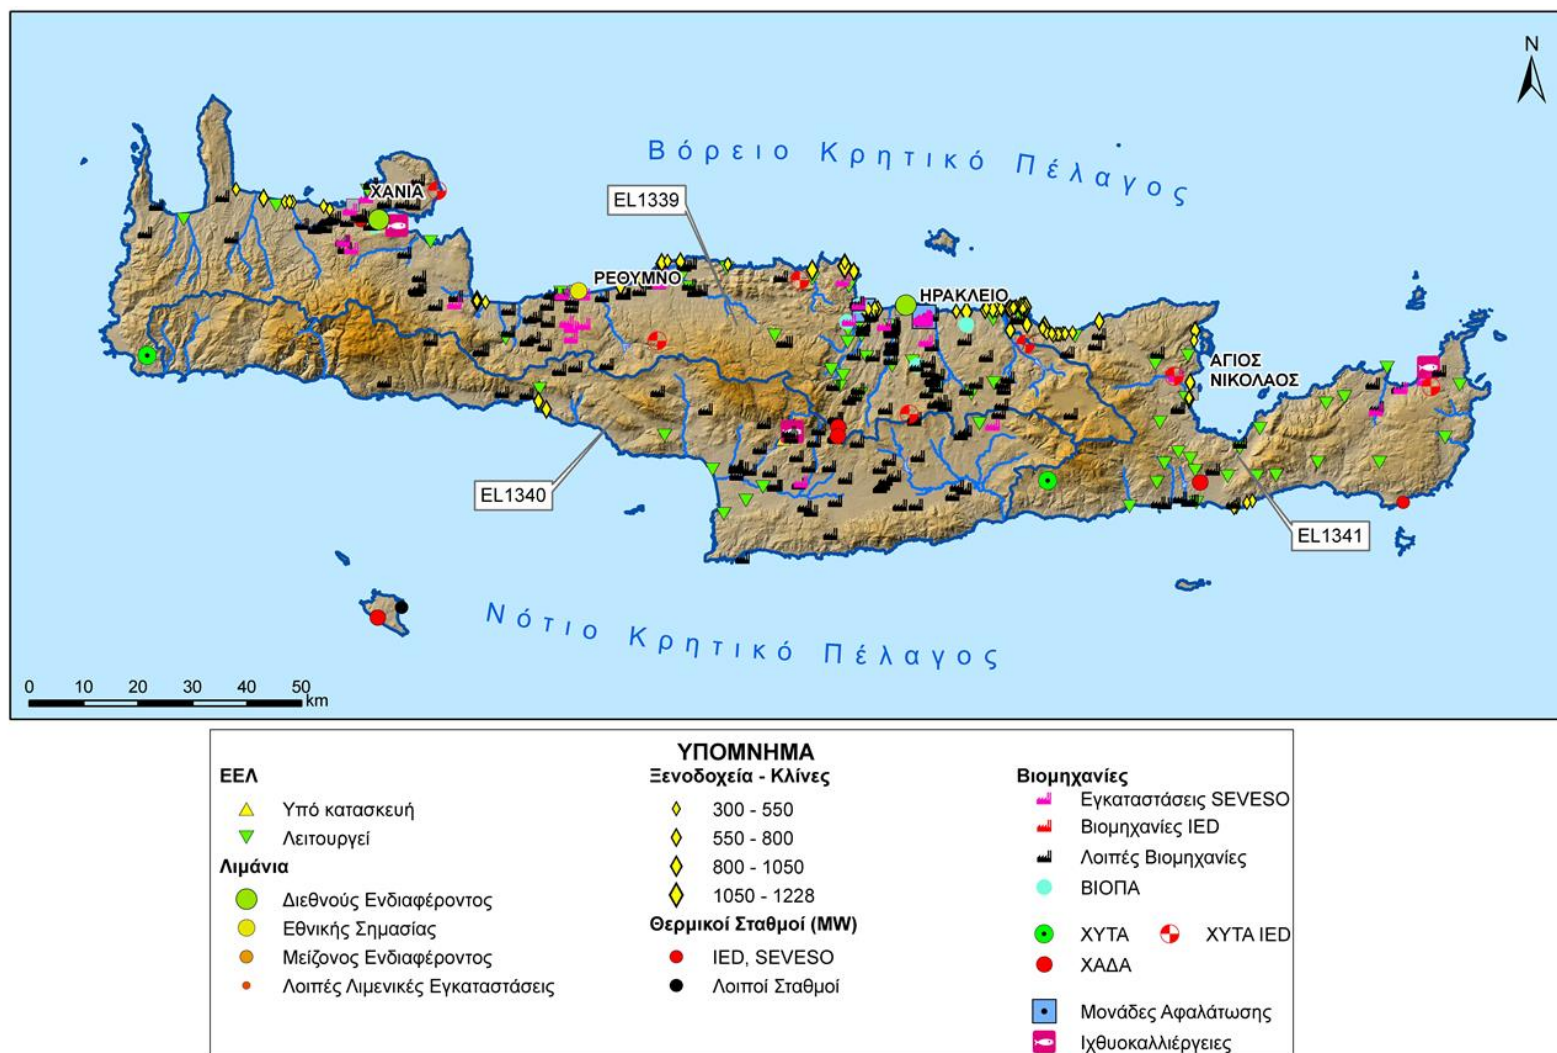 N
Βόρειο Κρητικό Πέλαγος
ΧΑΝΙΑ
EL1339
ΡΕΘΥΜΝΟ
ΗΡΑΚΛΕΙΟ
ΑΓΙΟΣ
ΝΙΚΟΛΑΟΣ
EL1340
EL1341
Νότιο Κρητικό Πέλαγος
0 10 20 30 40 50
km
ΥΠΟΜΝΗΜΑ
ΕΕΛ
Υπό κατασκευή
Λειτουργεί
Λιμάνια
Διεθνούς Ενδιαφέροντος
Εθνικής Σημασίας
Μείζονος Ενδιαφέροντος
Λοιπές Λιμενικές Εγκαταστάσεις
Ξενοδοχεία - Κλίνες
300 - 550
550 - 800
800 - 1050
1050 - 1228
Θερμικοί Σταθμοί (MW)
IED, SEVESO
Λοιποί Σταθμοί
Βιομηχανίες
Εγκαταστάσεις SEVESO
Βιομηχανίες IED
Λοιπές Βιομηχανίες
ΒΙΟΠΑ
ΧΥΤΑ ΧΥΤΑ IED
ΧΑΔΑ
Μονάδες Αφαλάτωσης
Ιχθυοκαλλιέργειες